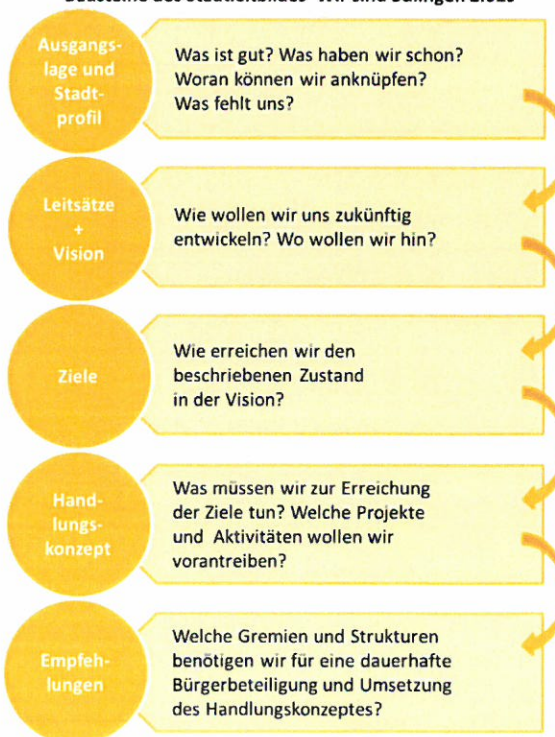 Ausgangs-
lage und
Stadt-
profil
Was ist gut? Was haben wir schon?
Woran können wir anknüpfen?
Was fehlt uns?
Leitsätze
+
Vision
Wie wollen wir uns zukünftig
entwickeln? Wo wollen wir hin?
Ziele
Wie erreichen wir den
beschriebenen Zustand
in der Vision?
Hand-
lungs-
konzept
Was müssen wir zur Erreichung
der Ziele tun? Welche Projekte
und Aktivitäten wollen wir
vorantreiben?
Empfeh-
lungen
Welche Gremien und Strukturen
benötigen wir für eine dauerhafte
Bürgerbeteiligung und Umsetzung
des Handlungskonzeptes?